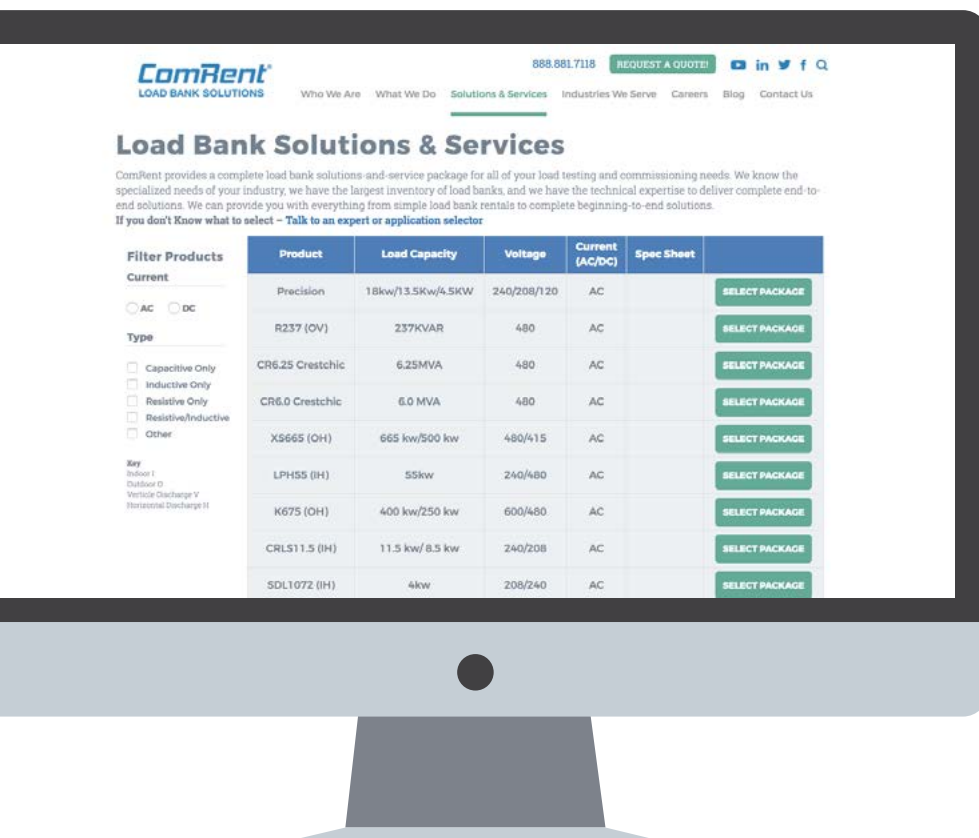 ComRent®
LOAD BANK SOLUTIONS
888.881.7118 REQUEST A QUOTE!
Who We Are What We Do Solutions & Services Industries We Serve Careers Blog Contact Us
Load Bank Solutions & Services
ComRent provides a complete load bank solutions-and-service package for all of your load testing and commissioning needs. We know the
specialized needs of your industry, we have the largest inventory of load banks, and we have the technical expertise to deliver complete end-to-
end solutions. We can provide you with everything from simple load bank rentals to complete beginning-to-end solutions.
If you don't Know what to select – Talk to an expert or application selector
Filter Products
Current
AC DC
Type
Capacitive Only
Inductive Only
Resistive Only
Resistive/Inductive
Other
Key
Indoor I
Outdoor O
Verticle Discharge V
Horizontal Discharge H
Product Load Capacity Voltage Current (AC/DC) Spec Sheet
Precision 18kw/13.5Kw/4.5KW 240/208/120 AC SELECT PACKAGE
R237 (OV) 237KVAR 480 AC SELECT PACKAGE
CR6.25 Crestchic 6.25MVA 480 AC SELECT PACKAGE
CR6.0 Crestchic 6.0 MVA 480 AC SELECT PACKAGE
XS665 (OH) 665 kw/500 kw 480/415 AC SELECT PACKAGE
LPH55 (IH) 55kw 240/480 AC SELECT PACKAGE
K675 (OH) 400 kw/250 kw 600/480 AC SELECT PACKAGE
CRLS11.5 (IH) 11.5 kw/ 8.5 kw 240/208 AC SELECT PACKAGE
SDL1072 (IH) 4kw 208/240 AC SELECT PACKAGE